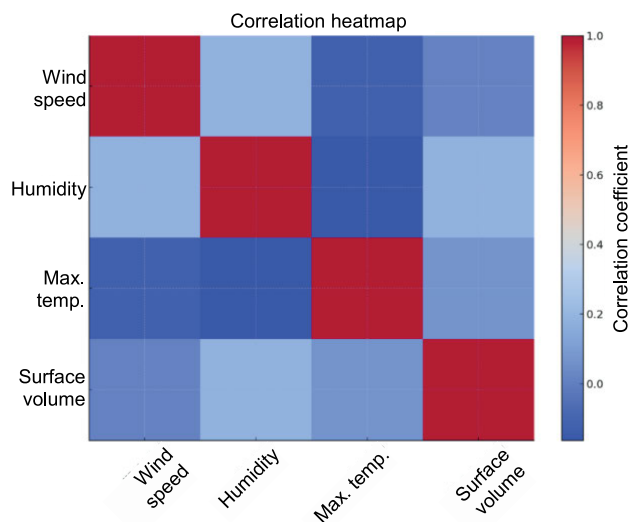 Correlation heatmap
Wind
speed
Humidity
Max.
temp.
Surface
volume
Wind
speed
Humidity
Max. temp.
Surface
volume
1.0
0.8
0.6
0.4
0.2
0.0
Correlation coefficient